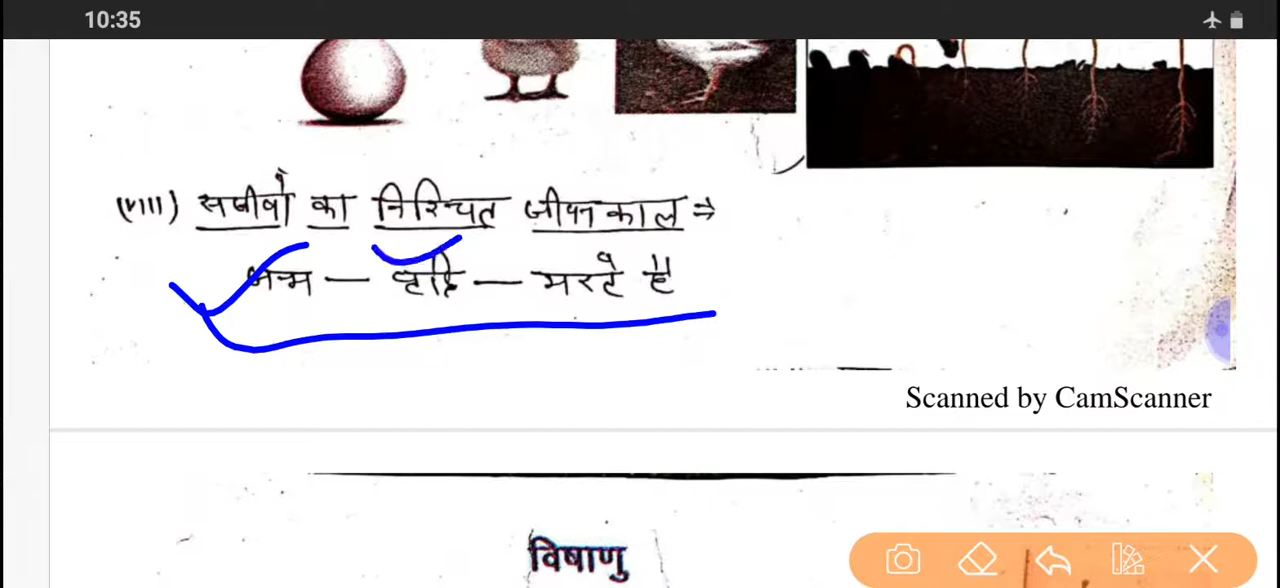 10:35
(VIII) सजीवों का निश्चित जीवनकाल ⇒
जन्म — वृद्धि — मरते हैं
Scanned by CamScanner
विषाणु